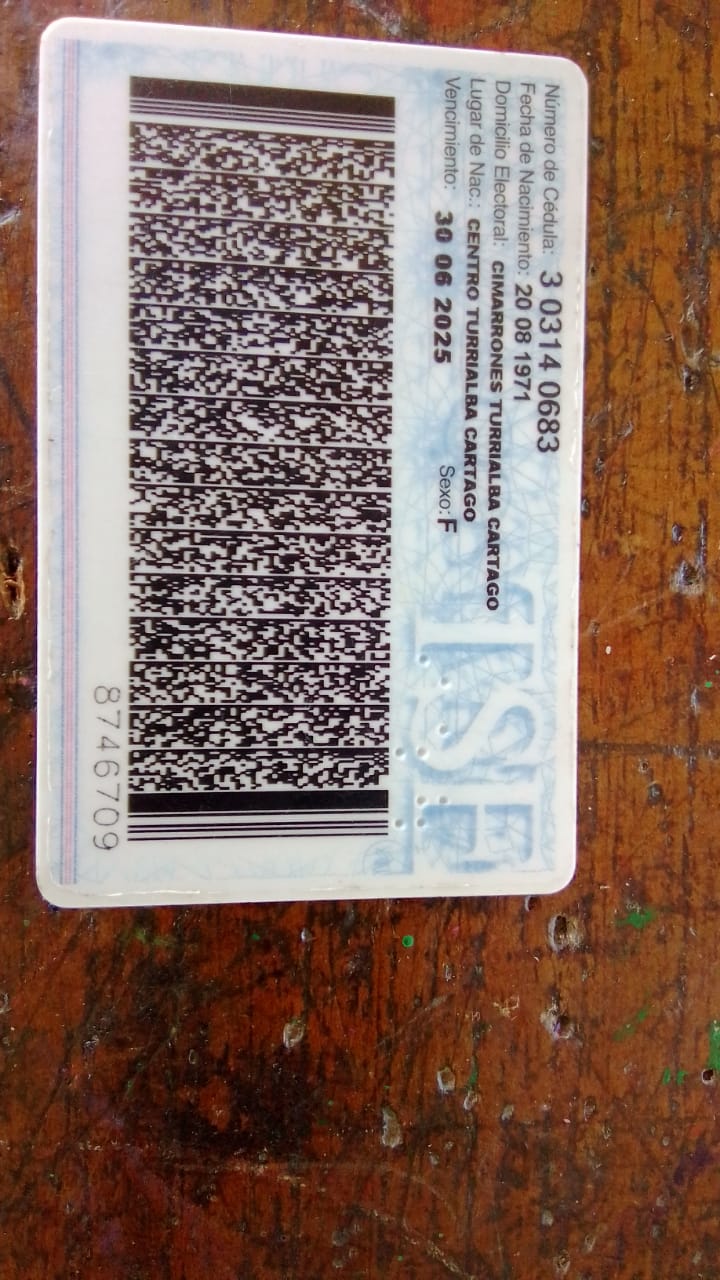 Número de Cédula: 3 0314 0683
Fecha de Nacimiento: 20 08 1971
Domicilio Electoral: CIMARRONES TURRIALBA CARTAGO
Lugar de Nac.: CENTRO TURRIALBA CARTAGO
Vencimiento: 30 06 2025 Sexo: F
TSE
8746709